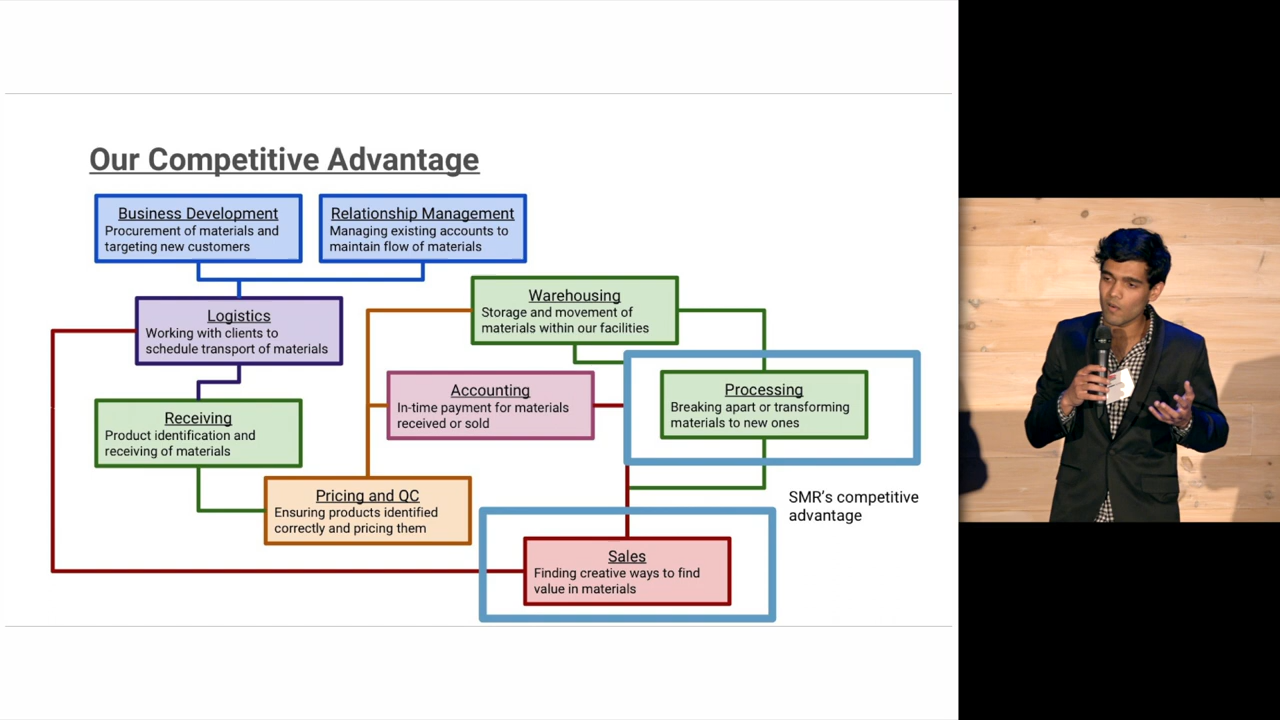 Our Competitive Advantage
Business Development
Procurement of materials and
targeting new customers
Relationship Management
Managing existing accounts to
maintain flow of materials
Logistics
Working with clients to
schedule transport of materials
Warehousing
Storage and movement of
materials within our facilities
Accounting
In-time payment for materials
received or sold
Processing
Breaking apart or transforming
materials to new ones
Receiving
Product identification and
receiving of materials
Pricing and QC
Ensuring products identified
correctly and pricing them
SMR's competitive
advantage
Sales
Finding creative ways to find
value in materials